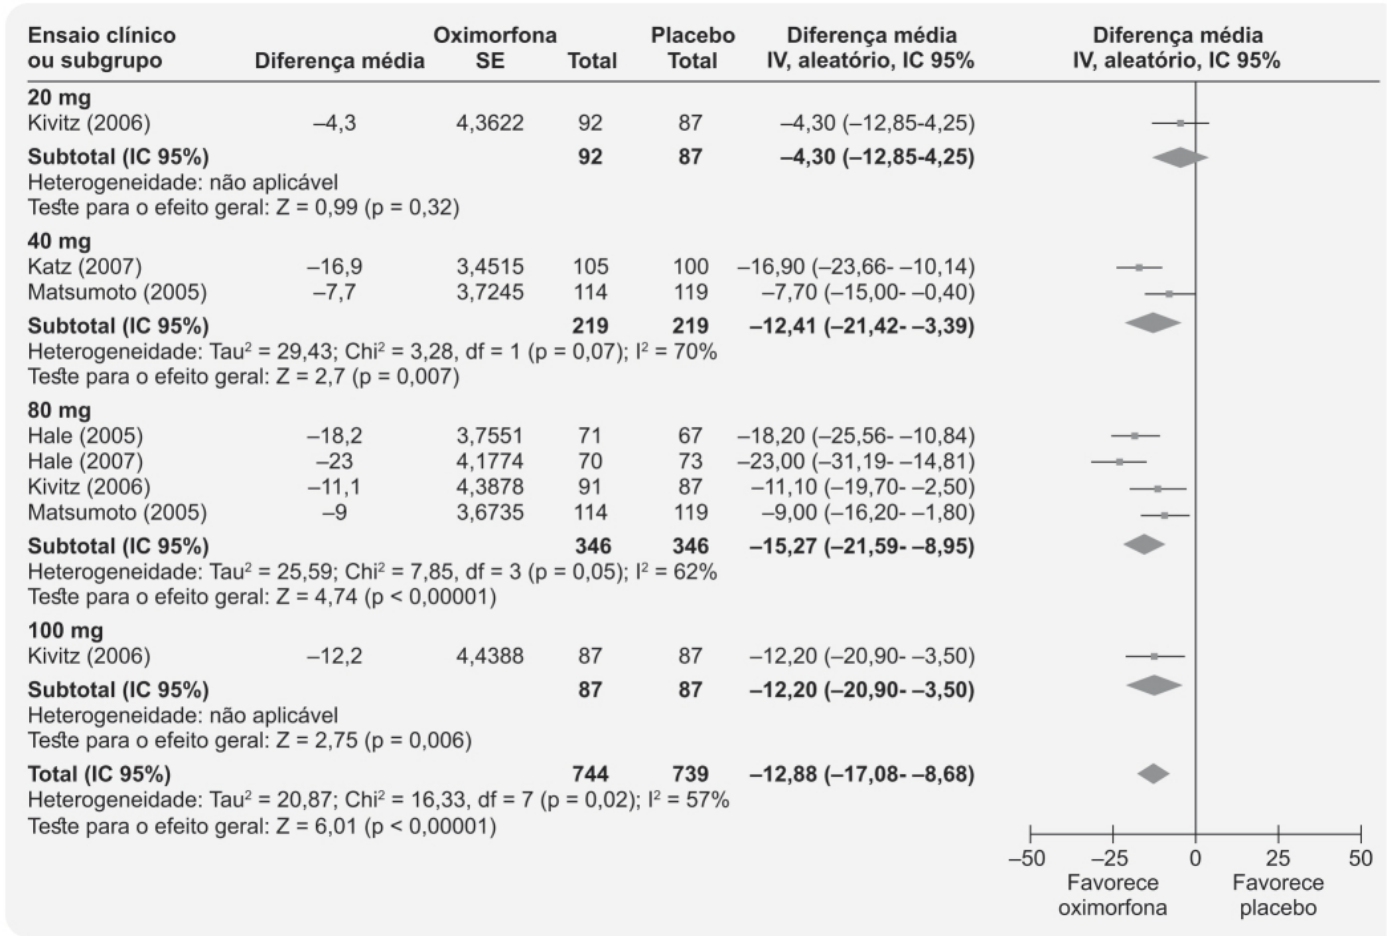 Ensaio clínico Oximorfona Placebo Diferença média Diferença média
ou subgrupo Diferença média SE Total Total IV, aleatório, IC 95% IV, aleatório, IC 95%
20 mg
Kivitz (2006) –4,3 4,3622 92 87 –4,30 (–12,85-4,25)
Subtotal (IC 95%) 92 87 –4,30 (–12,85-4,25)
Heterogeneidade: não aplicável
Teste para o efeito geral: Z = 0,99 (p = 0,32)
40 mg
Katz (2007) –16,9 3,4515 105 100 –16,90 (–23,66- –10,14)
Matsumoto (2005) –7,7 3,7245 114 119 –7,70 (–15,00- –0,40)
Subtotal (IC 95%) 219 219 –12,41 (–21,42- –3,39)
Heterogeneidade: Tau² = 29,43; Chi² = 3,28, df = 1 (p = 0,07); I² = 70%
Teste para o efeito geral: Z = 2,7 (p = 0,007)
80 mg
Hale (2005) –18,2 3,7551 71 67 –18,20 (–25,56- –10,84)
Hale (2007) –23 4,1774 70 73 –23,00 (–31,19- –14,81)
Kivitz (2006) –11,1 4,3878 91 87 –11,10 (–19,70- –2,50)
Matsumoto (2005) –9 3,6735 114 119 –9,00 (–16,20- –1,80)
Subtotal (IC 95%) 346 346 –15,27 (–21,59- –8,95)
Heterogeneidade: Tau² = 25,59; Chi² = 7,85, df = 3 (p = 0,05); I² = 62%
Teste para o efeito geral: Z = 4,74 (p < 0,00001)
100 mg
Kivitz (2006) –12,2 4,4388 87 87 –12,20 (–20,90- –3,50)
Subtotal (IC 95%) 87 87 –12,20 (–20,90- –3,50)
Heterogeneidade: não aplicável
Teste para o efeito geral: Z = 2,75 (p = 0,006)
Total (IC 95%) 744 739 –12,88 (–17,08- –8,68)
Heterogeneidade: Tau² = 20,87; Chi² = 16,33, df = 7 (p = 0,02); I² = 57%
Teste para o efeito geral: Z = 6,01 (p < 0,00001)
–50 –25 0 25 50
Favorece Favorece
oximorfona placebo